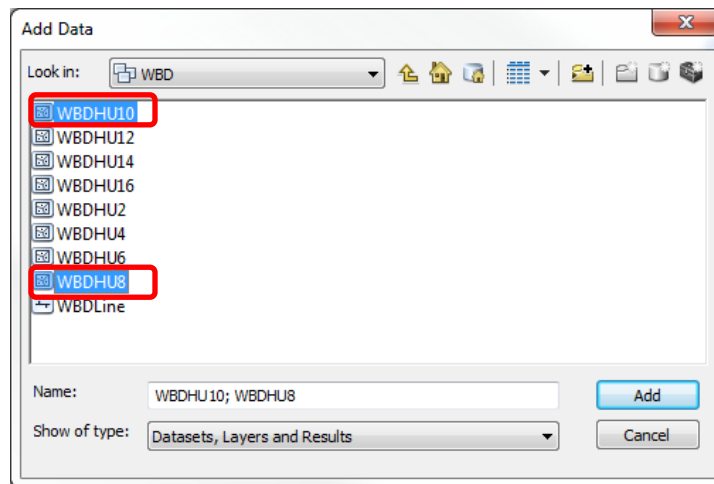 Add Data
Look in: WBD
WBDHU10
WBDHU12
WBDHU14
WBDHU16
WBDHU2
WBDHU4
WBDHU6
WBDHU8
WBDLine
Name: WBDHU10; WBDHU8 Add
Show of type: Datasets, Layers and Results Cancel